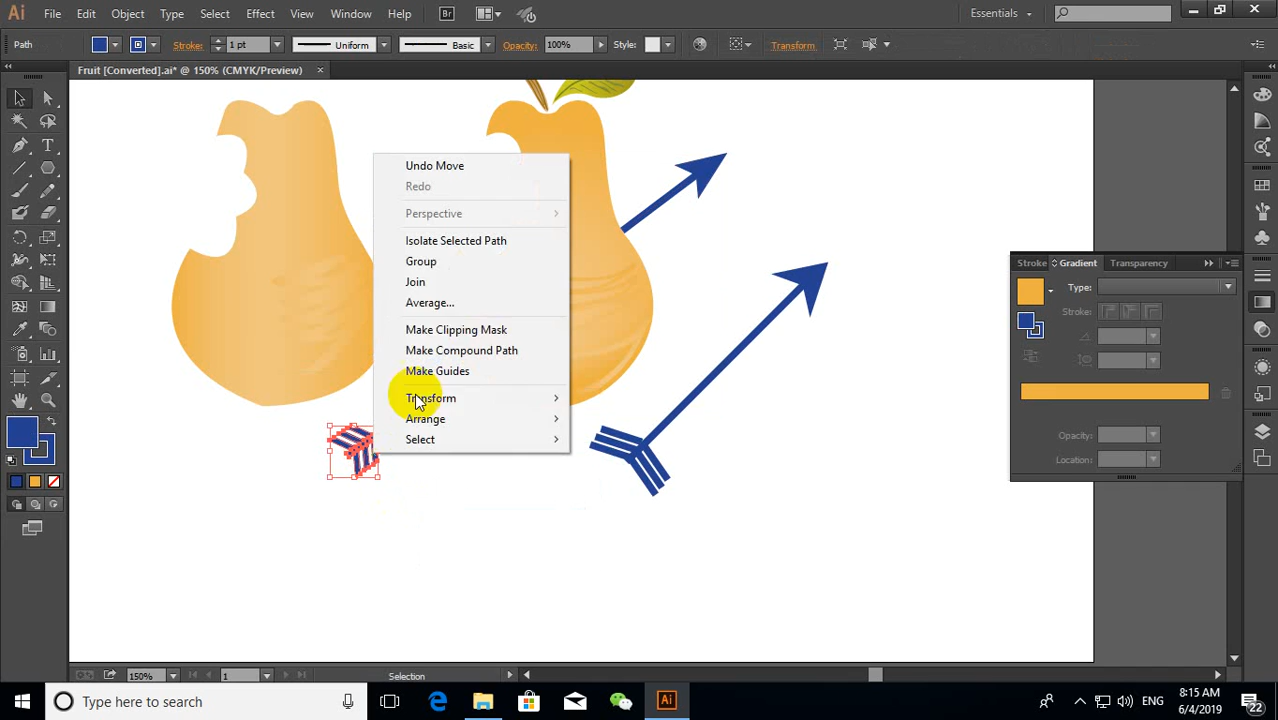 Ai File Edit Object Type Select Effect View Window Help Br Essentials
Path Stroke: 1 pt Uniform Basic Opacity: 100% Style: Transform
Fruit [Converted].ai* @ 150% (CMYK/Preview)
Undo Move
Redo
Perspective
Isolate Selected Path
Group
Join
Average...
Make Clipping Mask
Make Compound Path
Make Guides
Transform
Arrange
Select
Stroke Gradient Transparency
Type:
Stroke:
Opacity:
Location:
150% 1 Selection
Type here to search
Ai
ENG
8:15 AM
6/4/2019
22